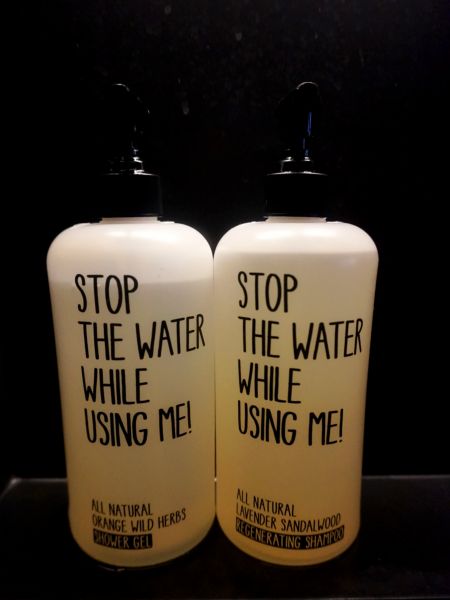 STOP
THE WATER
WHILE
USING ME!
ALL NATURAL
ORANGE WILD HERBS
SHOWER GEL
STOP
THE WATER
WHILE
USING ME!
ALL NATURAL
LAVENDER SANDALWOOD
REGENERATING SHAMPOO